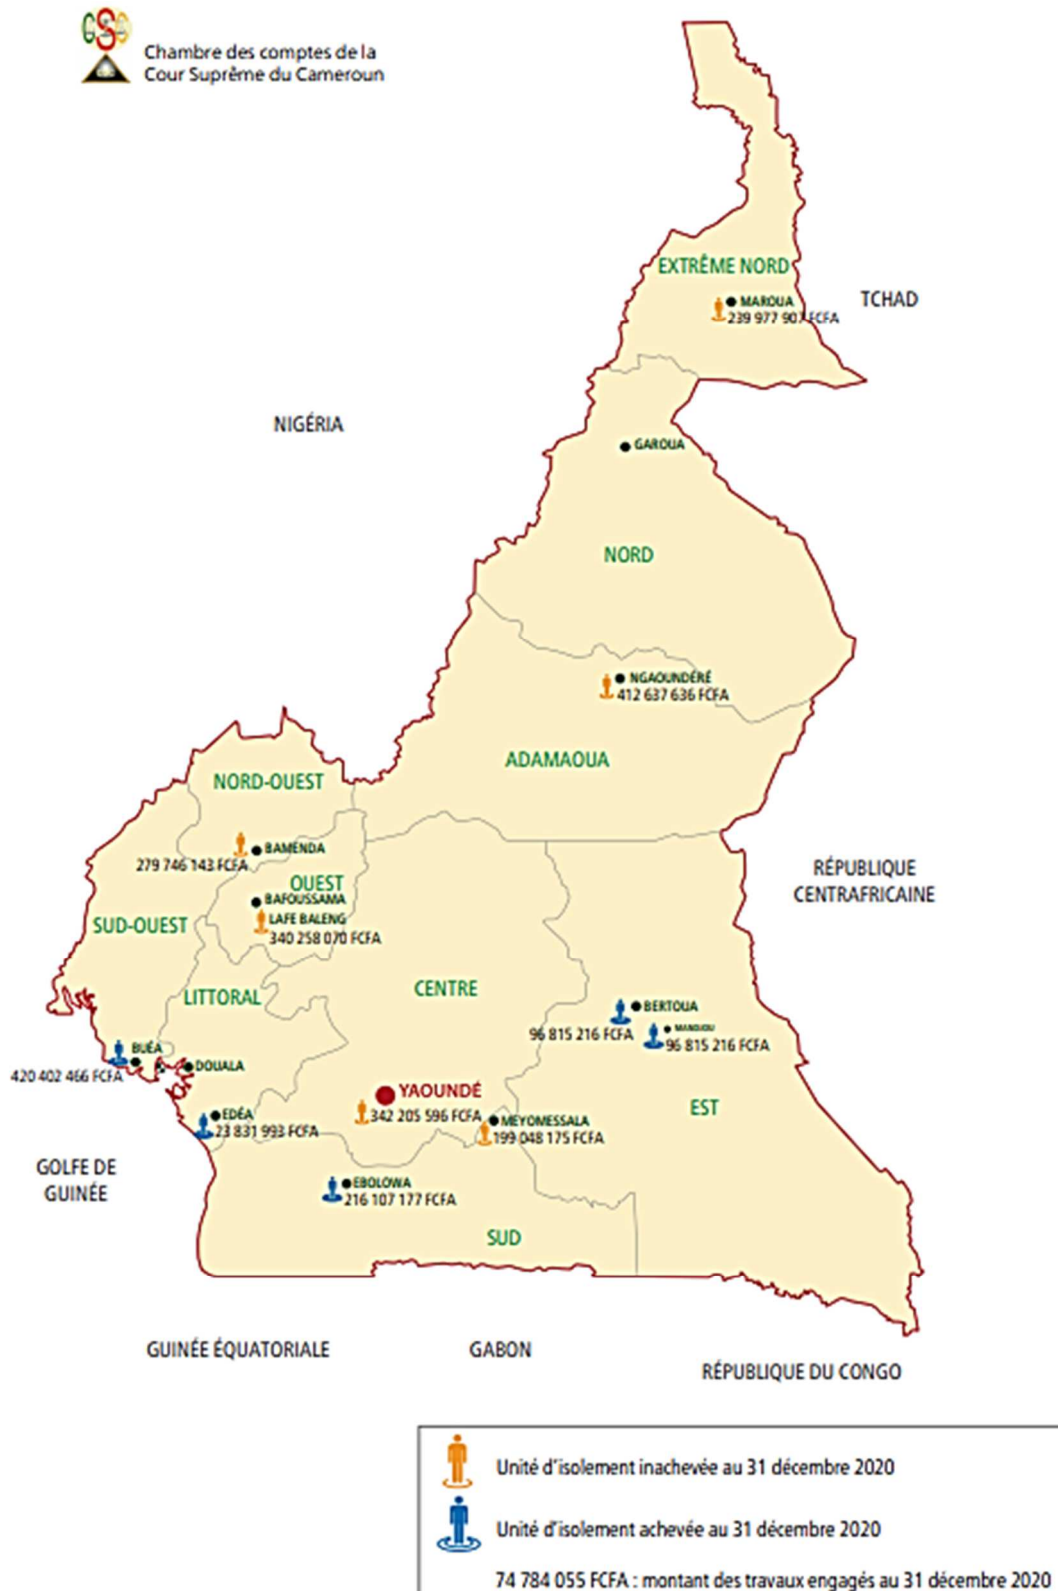 Chambre des comptes de la
Cour Suprême du Cameroun
EXTRÊME NORD
MAROUA
239 977 907 FCFA
TCHAD
NIGÉRIA
GAROUA
NORD
NGAOUNDÉRÉ
412 637 636 FCFA
ADAMAOUA
NORD-OUEST
BAMENDA
279 746 143 FCFA
OUEST
BAFOUSSAMA
LAFE BALENG
340 258 070 FCFA
SUD-OUEST
RÉPUBLIQUE
CENTRAFRICAINE
LITTORAL
CENTRE
BERTOUA
96 815 216 FCFA
MANDJOU
96 815 216 FCFA
BUÉA
420 402 466 FCFA
DOUALA
YAOUNDÉ
342 205 596 FCFA
EST
EDÉA
23 831 993 FCFA
MEYOMESSALA
199 048 175 FCFA
GOLFE DE
GUINÉE
EBOLOWA
216 107 177 FCFA
SUD
GUINÉE ÉQUATORIALE
GABON
RÉPUBLIQUE DU CONGO
Unité d'isolement inachevée au 31 décembre 2020
Unité d'isolement achevée au 31 décembre 2020
74 784 055 FCFA : montant des travaux engagés au 31 décembre 2020